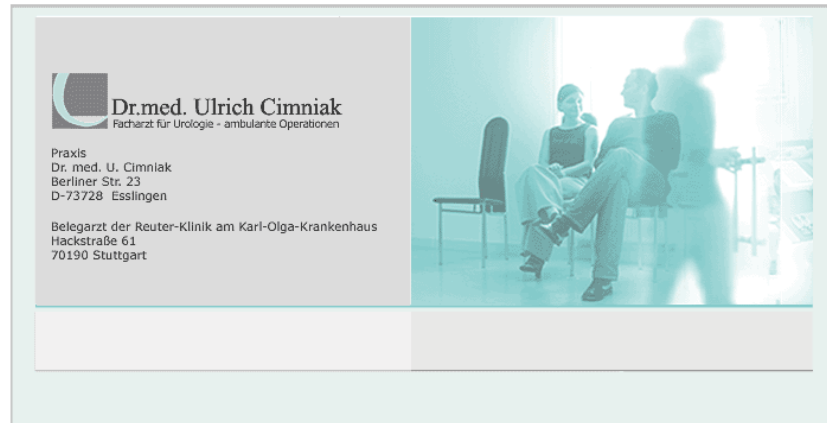 Dr.med. Ulrich Cimniak
Facharzt für Urologie - ambulante Operationen
Praxis
Dr. med. U. Cimniak
Berliner Str. 23
D-73728 Esslingen
Belegarzt der Reuter-Klinik am Karl-Olga-Krankenhaus
Hackstraße 61
70190 Stuttgart